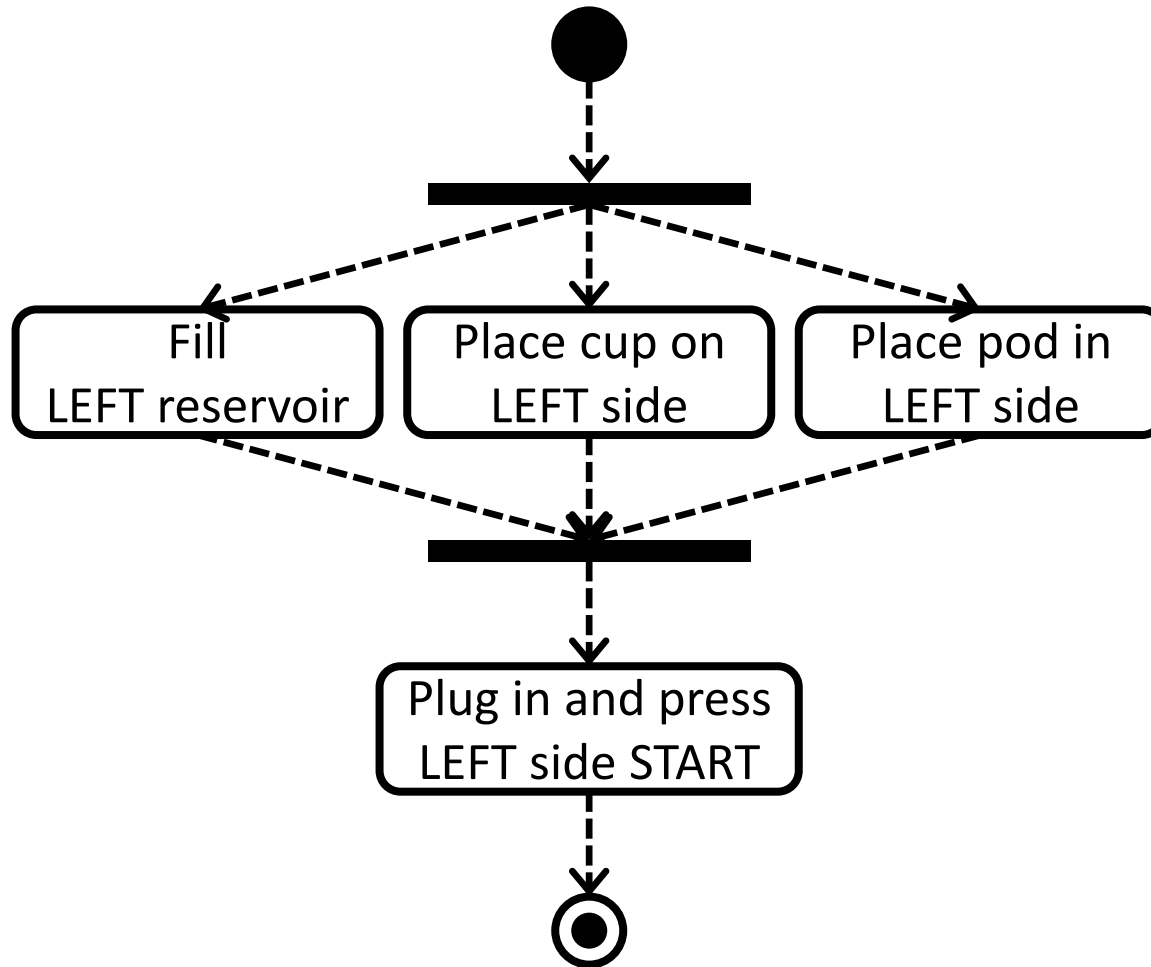 Fill
LEFT reservoir
Place cup on
LEFT side
Place pod in
LEFT side
Plug in and press
LEFT side START